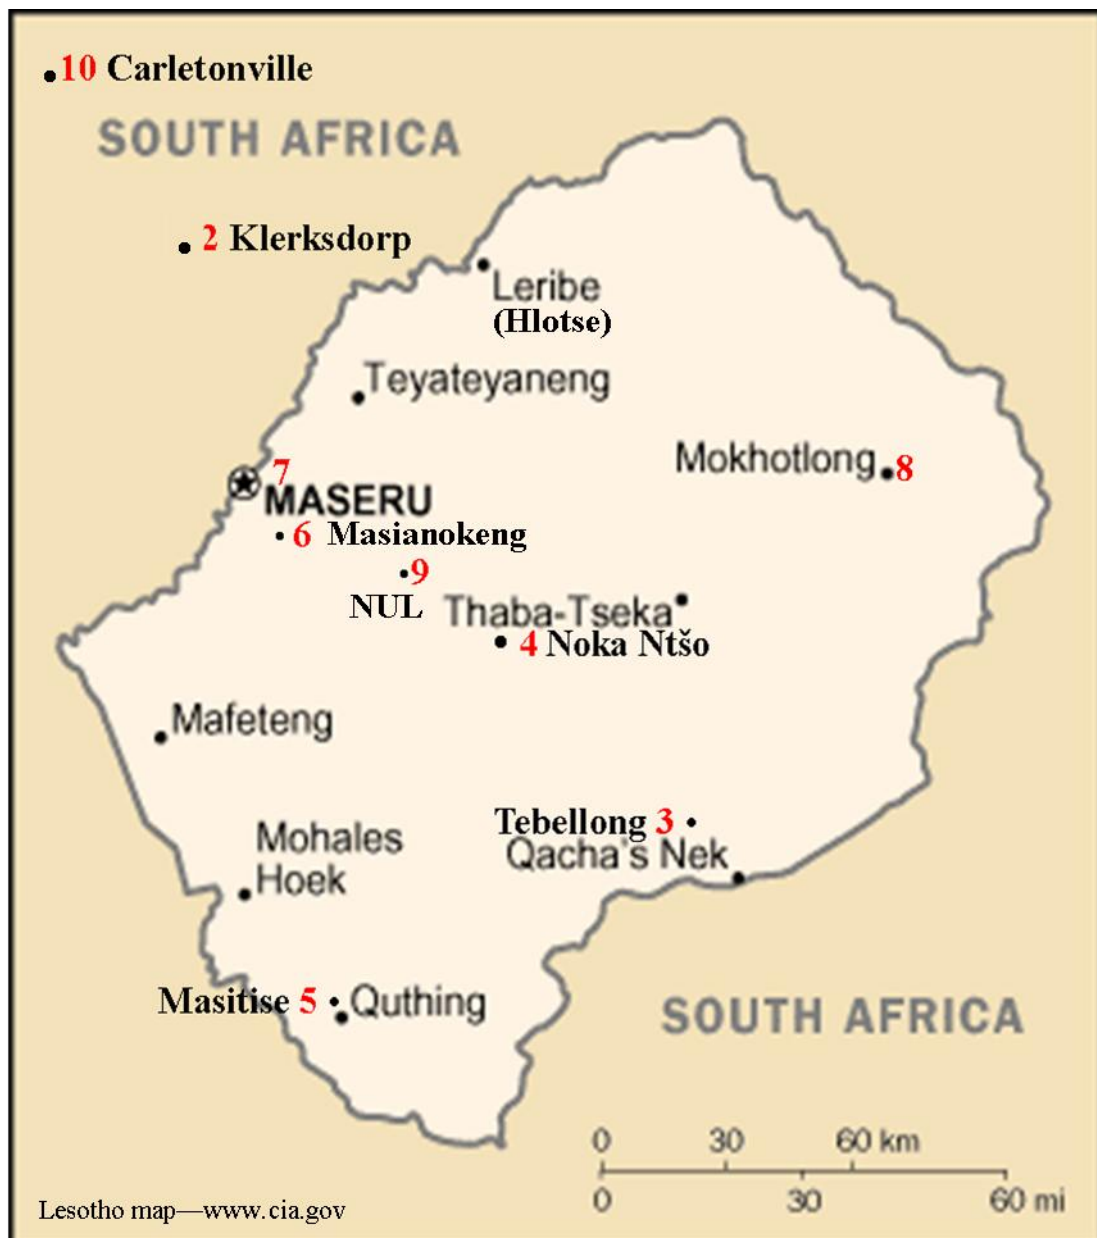 10 Carletonville
SOUTH AFRICA
2 Klerksdorp
Leribe
(Hlotse)
Teyateyaneng
Mokhotlong 8
7
MASERU
6 Masianokeng
9
NUL
Thaba-Tseka
4 Noka Ntšo
Mafeteng
Tebellong 3
Qacha's Nek
Mohales
Hoek
Masitise 5
Quthing
SOUTH AFRICA
0 30 60 km
0 30 60 mi
Lesotho map—www.cia.gov